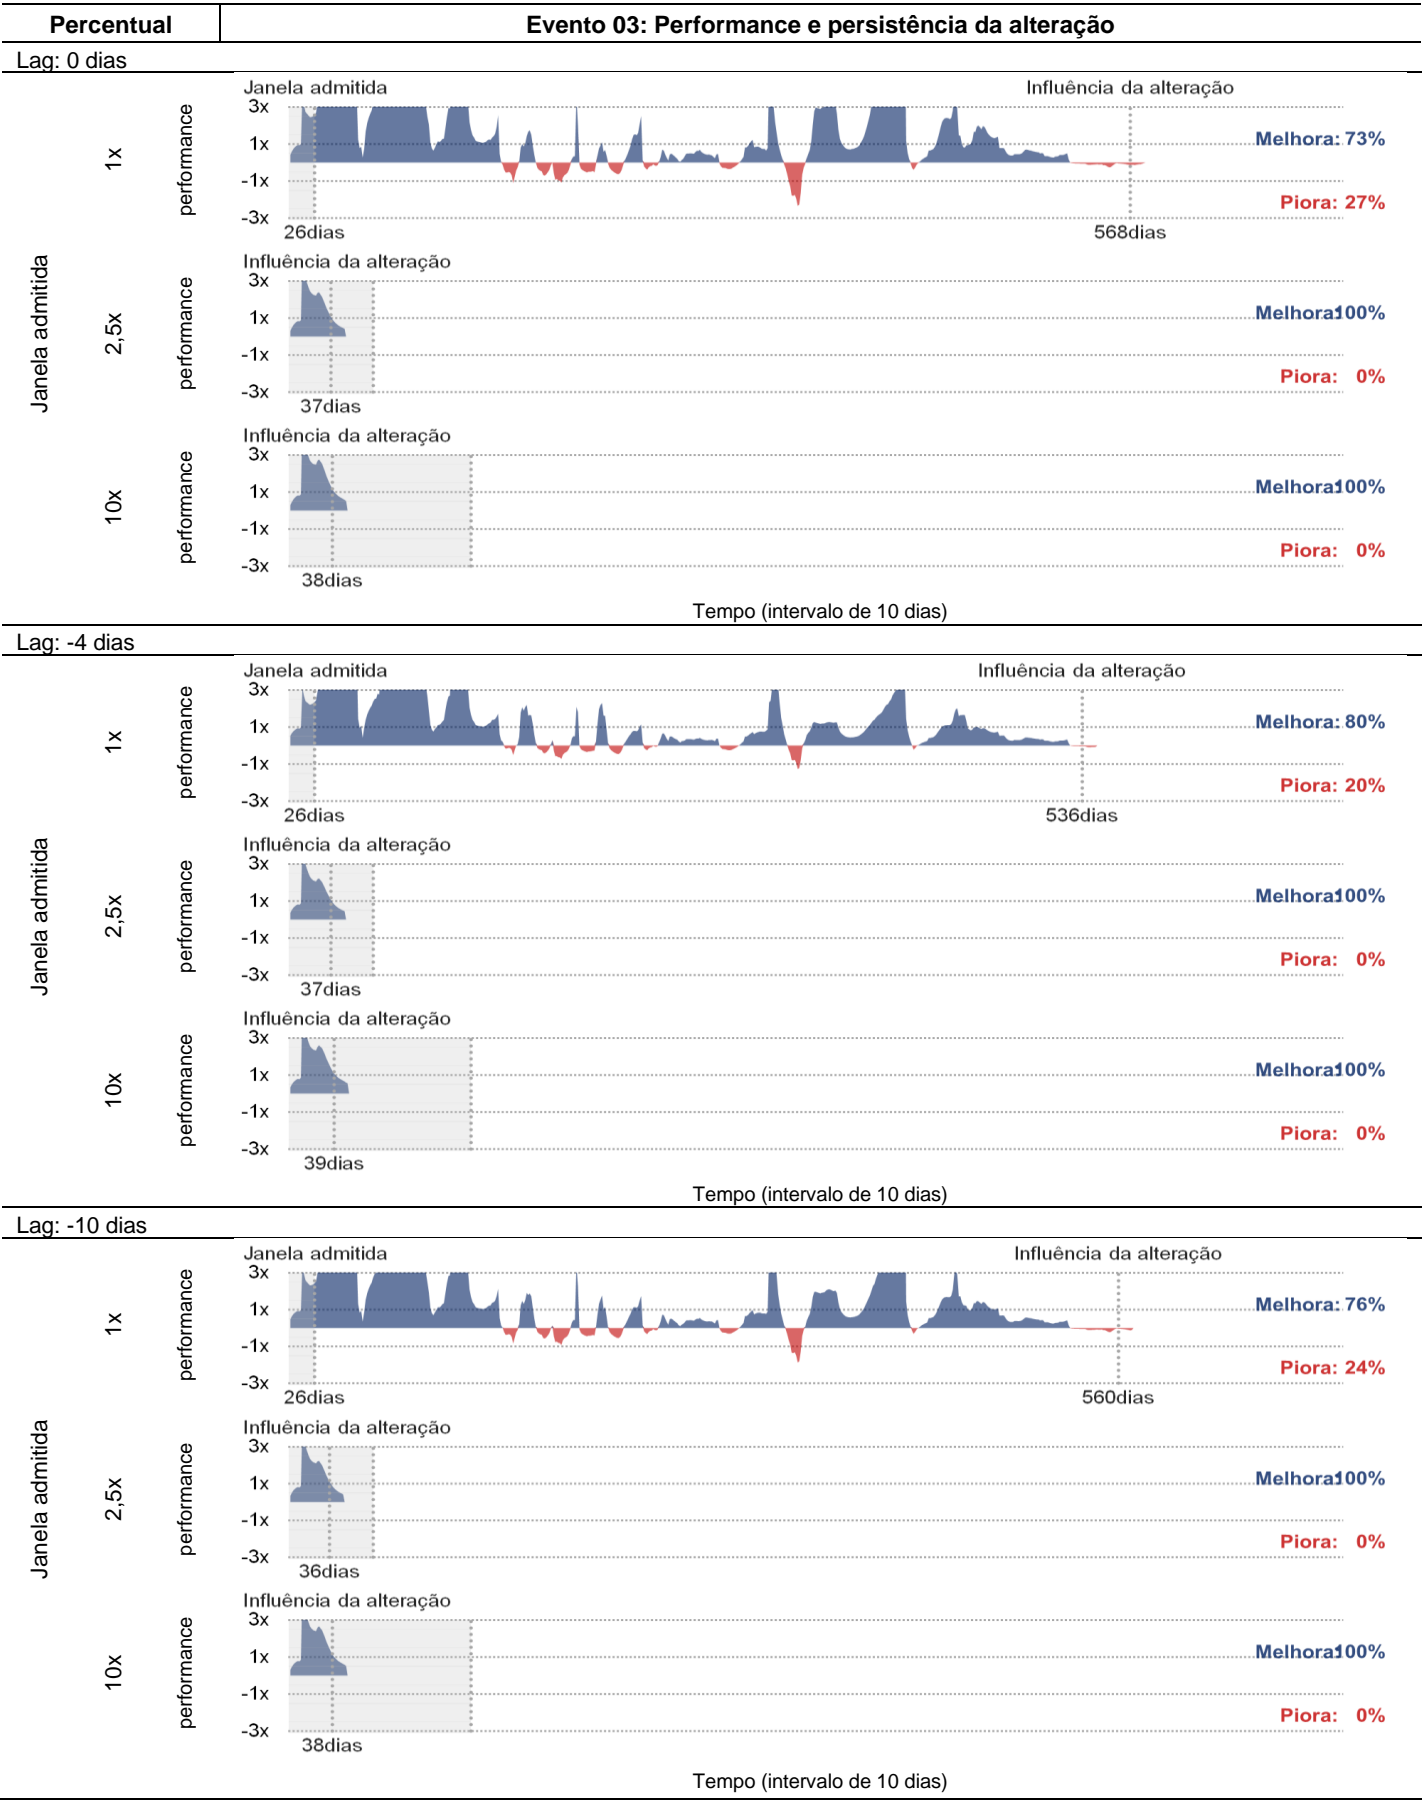 Percentual Evento 03: Performance e persistência da alteração
Lag: 0 dias
Janela admitida
1x
performance
Janela admitida Influência da alteração
3x
1x
-1x
-3x
Melhora: 73%
Piora: 27%
26dias 568dias
2,5x
performance
Influência da alteração
3x
1x
-1x
-3x
Melhora:100%
Piora: 0%
37dias
10x
performance
Influência da alteração
3x
1x
-1x
-3x
Melhora:100%
Piora: 0%
38dias
Tempo (intervalo de 10 dias)
Lag: -4 dias
Janela admitida
1x
performance
Janela admitida Influência da alteração
3x
1x
-1x
-3x
Melhora: 80%
Piora: 20%
26dias 536dias
2,5x
performance
Influência da alteração
3x
1x
-1x
-3x
Melhora:100%
Piora: 0%
37dias
10x
performance
Influência da alteração
3x
1x
-1x
-3x
Melhora:100%
Piora: 0%
39dias
Tempo (intervalo de 10 dias)
Lag: -10 dias
Janela admitida
1x
performance
Janela admitida Influência da alteração
3x
1x
-1x
-3x
Melhora: 76%
Piora: 24%
26dias 560dias
2,5x
performance
Influência da alteração
3x
1x
-1x
-3x
Melhora:100%
Piora: 0%
36dias
10x
performance
Influência da alteração
3x
1x
-1x
-3x
Melhora:100%
Piora: 0%
38dias
Tempo (intervalo de 10 dias)